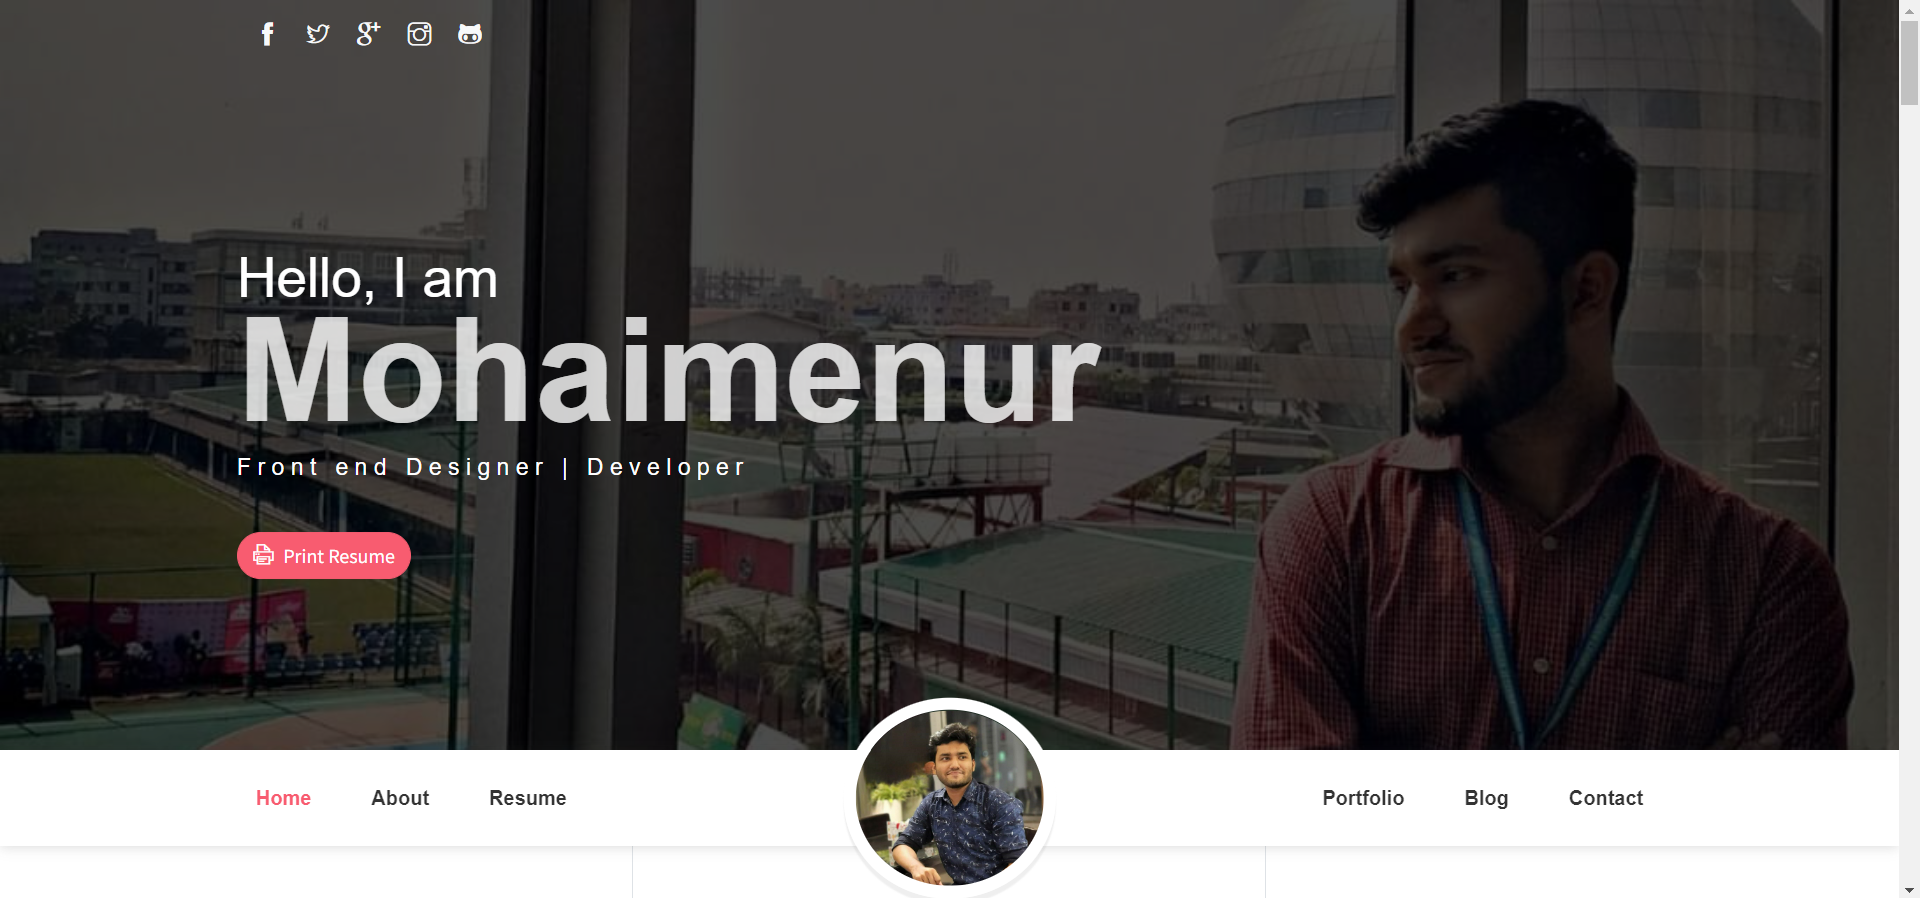 Hello, I am
Mohaimenur
Front end Designer | Developer
Print Resume
Home About Resume Portfolio Blog Contact